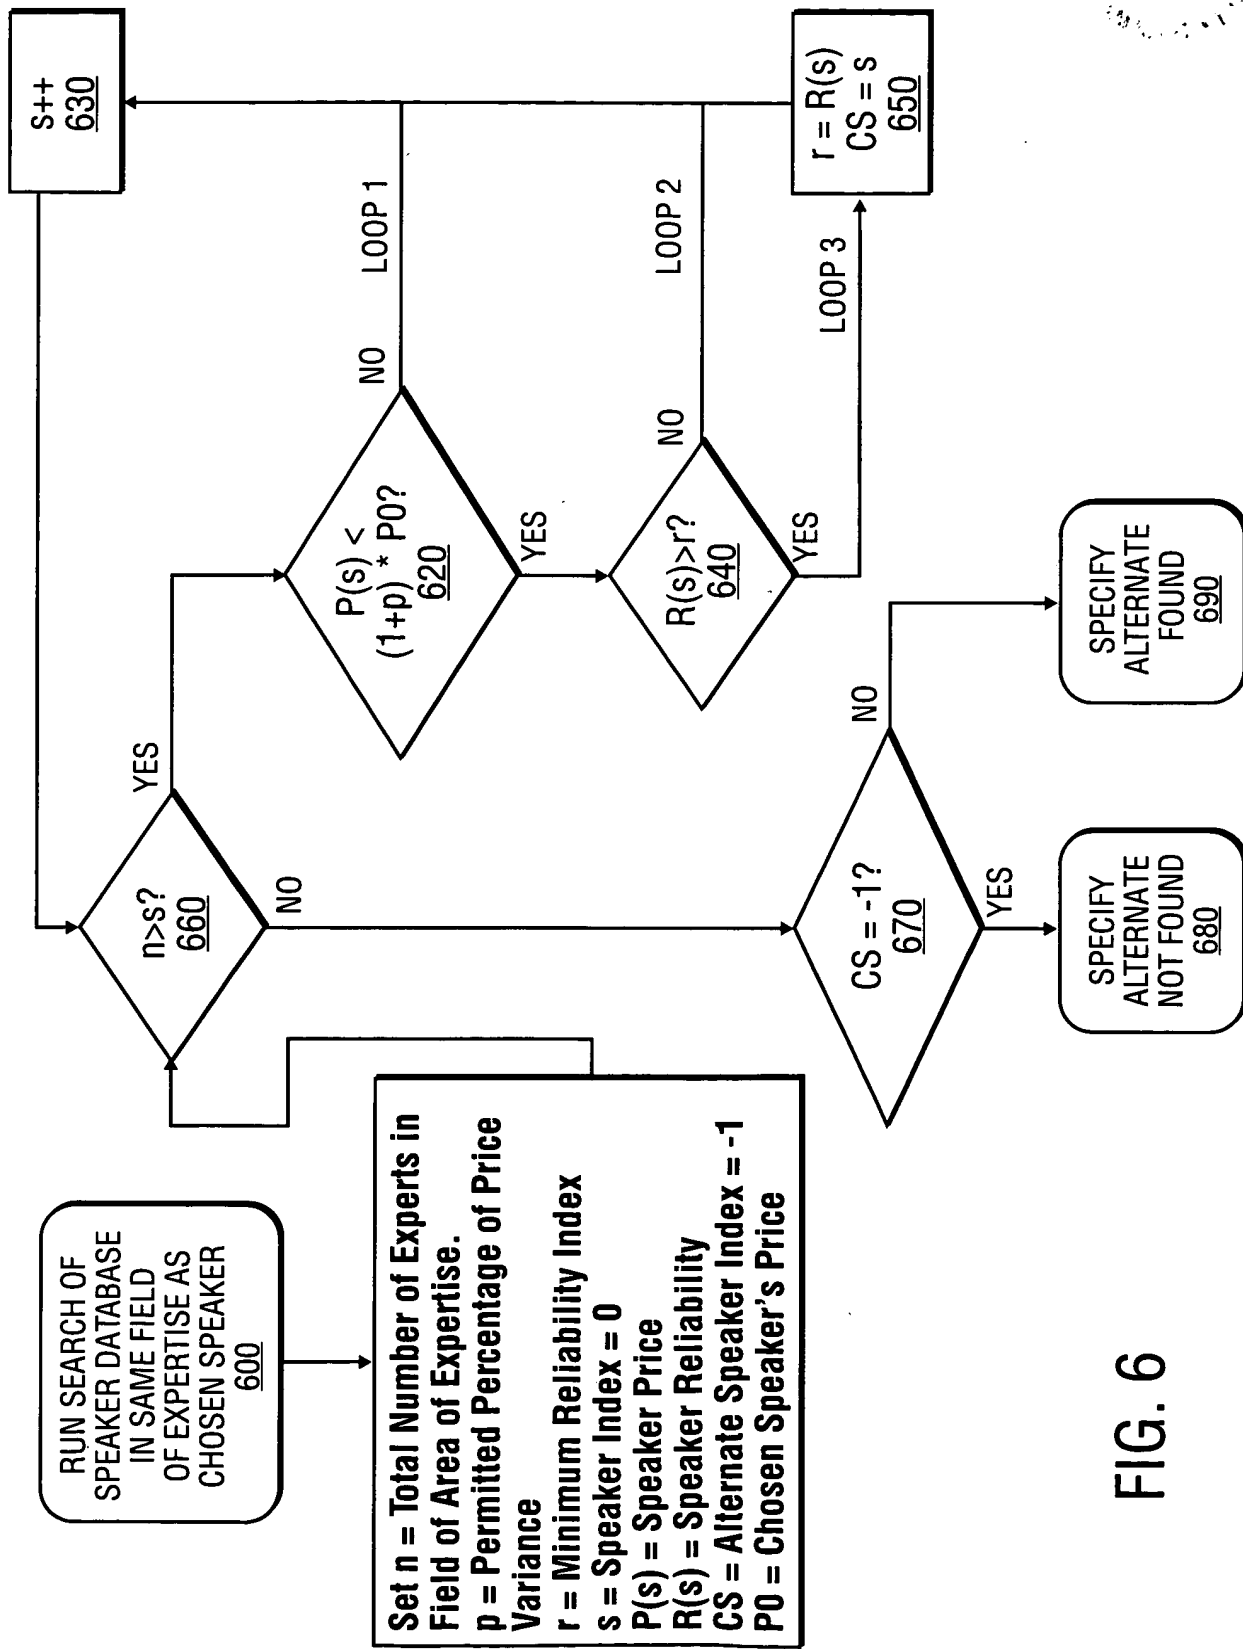 RUN SEARCH OF
SPEAKER DATABASE
IN SAME FIELD
OF EXPERTISE AS
CHOSEN SPEAKER
600
Set n = Total Number of Experts in
Field of Area of Expertise.
p = Permitted Percentage of Price
Variance
r = Minimum Reliability Index
s = Speaker Index = 0
P(s) = Speaker Price
R(s) = Speaker Reliability
CS = Alternate Speaker Index = -1
P0 = Chosen Speaker's Price
n>s?
660
YES
NO
s++
630
P(s) <
(1+p) * P0?
620
NO
LOOP 1
YES
R(s)>r?
640
NO
LOOP 2
YES
LOOP 3
r = R(s)
CS = s
650
CS = -1?
670
NO
YES
SPECIFY
ALTERNATE
NOT FOUND
680
SPECIFY
ALTERNATE
FOUND
690
FIG. 6